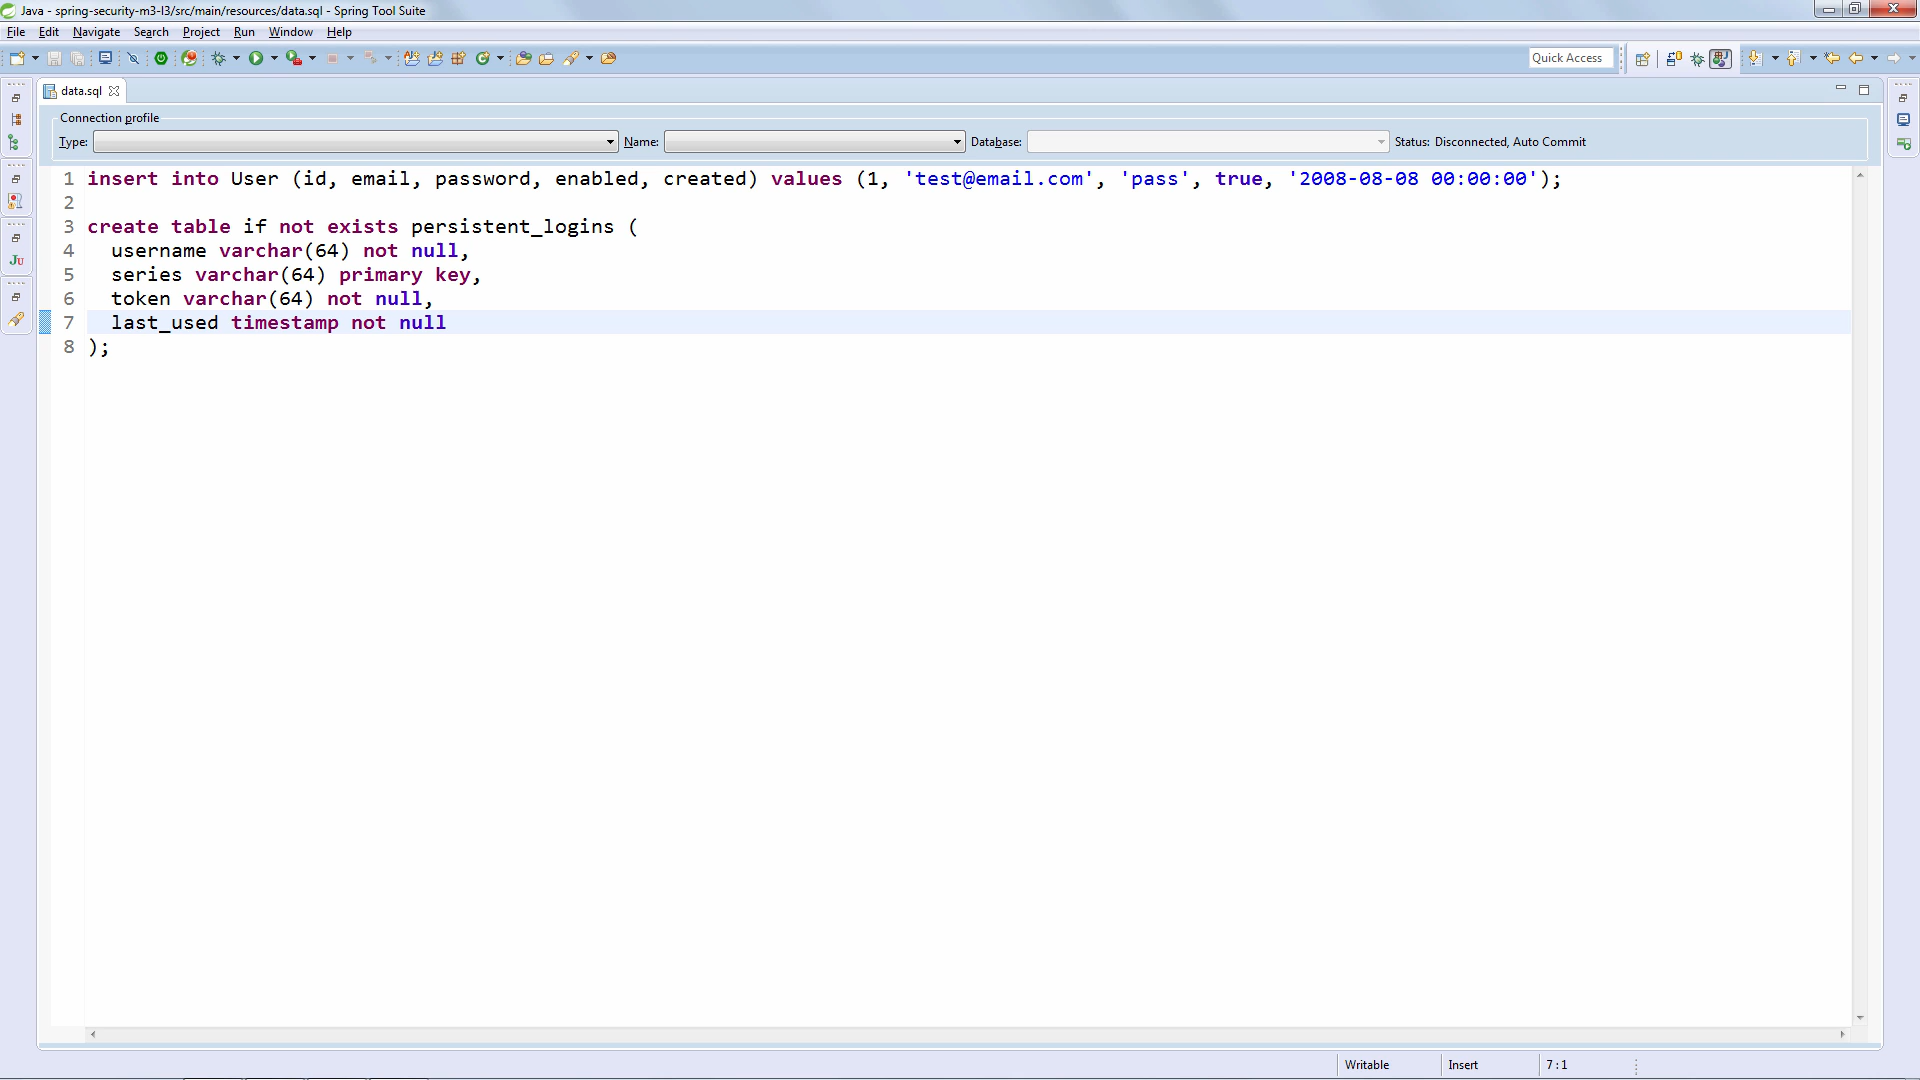 Java - spring-security-m3-l3/src/main/resources/data.sql - Spring Tool Suite
File Edit Navigate Search Project Run Window Help
Quick Access
data.sql
Connection profile
Type: Name: Database: Status: Disconnected, Auto Commit
1 insert into User (id, email, password, enabled, created) values (1, 'test@email.com', 'pass', true, '2008-08-08 00:00:00');
2
3 create table if not exists persistent_logins (
4 username varchar(64) not null,
5 series varchar(64) primary key,
6 token varchar(64) not null,
7 last_used timestamp not null
8 );
Writable Insert 7:1